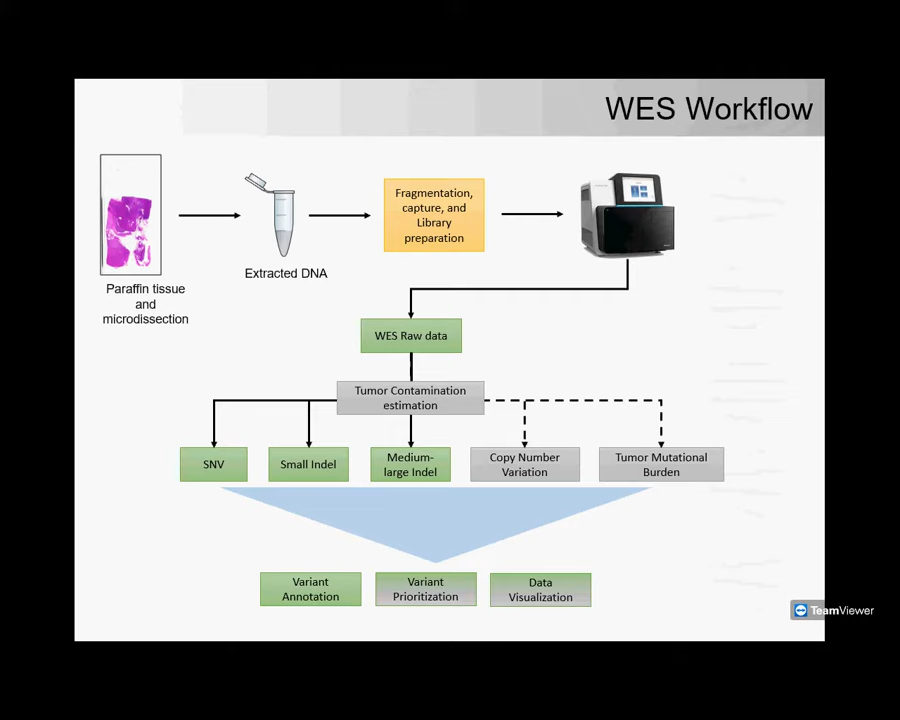 WES Workflow
Fragmentation,
capture, and
Library
preparation
Extracted DNA
Paraffin tissue
and
microdissection
WES Raw data
Tumor Contamination
estimation
SNV
Small Indel
Medium-
large Indel
Copy Number
Variation
Tumor Mutational
Burden
Variant
Annotation
Variant
Prioritization
Data
Visualization
TeamViewer